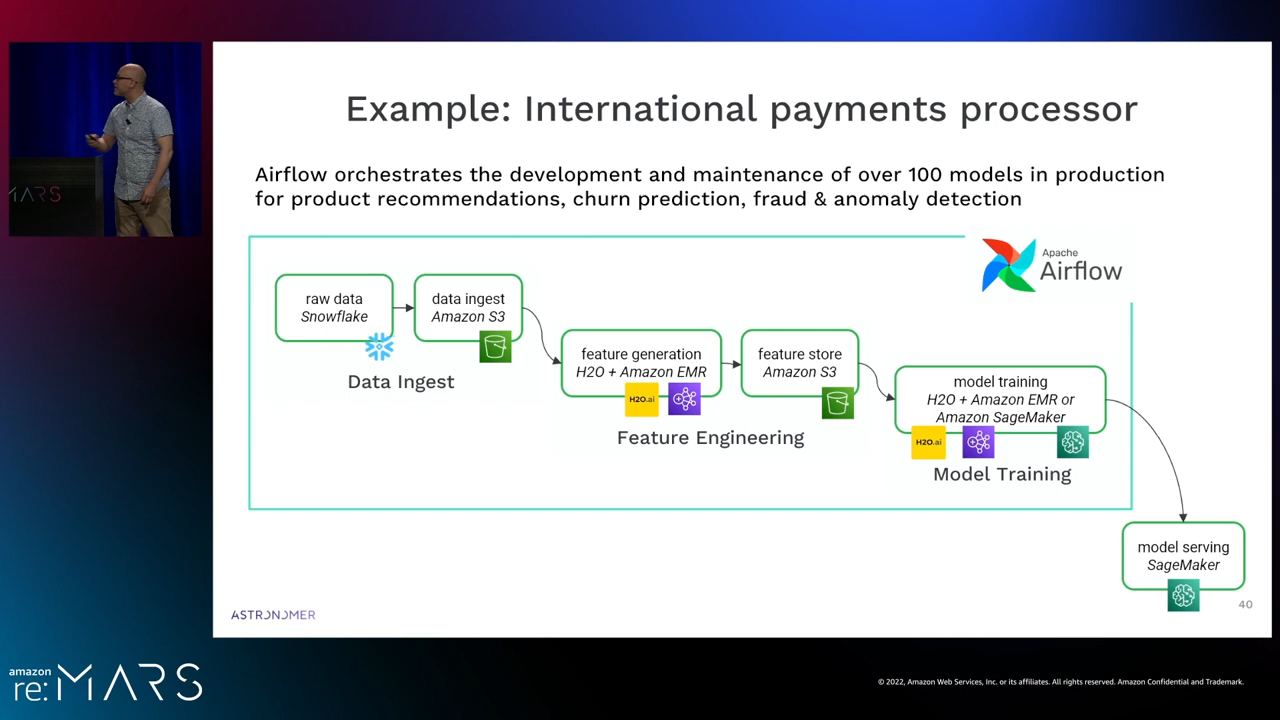 Example: International payments processor
Airflow orchestrates the development and maintenance of over 100 models in production
for product recommendations, churn prediction, fraud & anomaly detection
Apache
Airflow
raw data
Snowflake
data ingest
Amazon S3
Data Ingest
feature generation
H2O + Amazon EMR
H2O.ai
feature store
Amazon S3
Feature Engineering
model training
H2O + Amazon EMR or
Amazon SageMaker
H2O.ai
Model Training
model serving
SageMaker
ASTRONOMER
40
MARS
amazon
re:MARS
© 2022, Amazon Web Services, Inc. or its affiliates. All rights reserved. Amazon Confidential and Trademark.